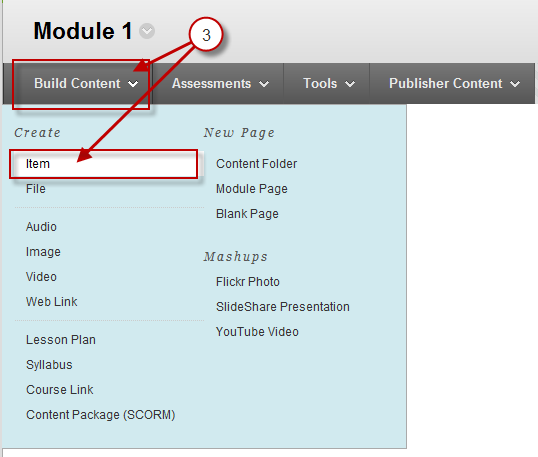 Module 1
3
Build Content Assessments Tools Publisher Content
Create
Item
File
Audio
Image
Video
Web Link
Lesson Plan
Syllabus
Course Link
Content Package (SCORM)
New Page
Content Folder
Module Page
Blank Page
Mashups
Flickr Photo
SlideShare Presentation
YouTube Video